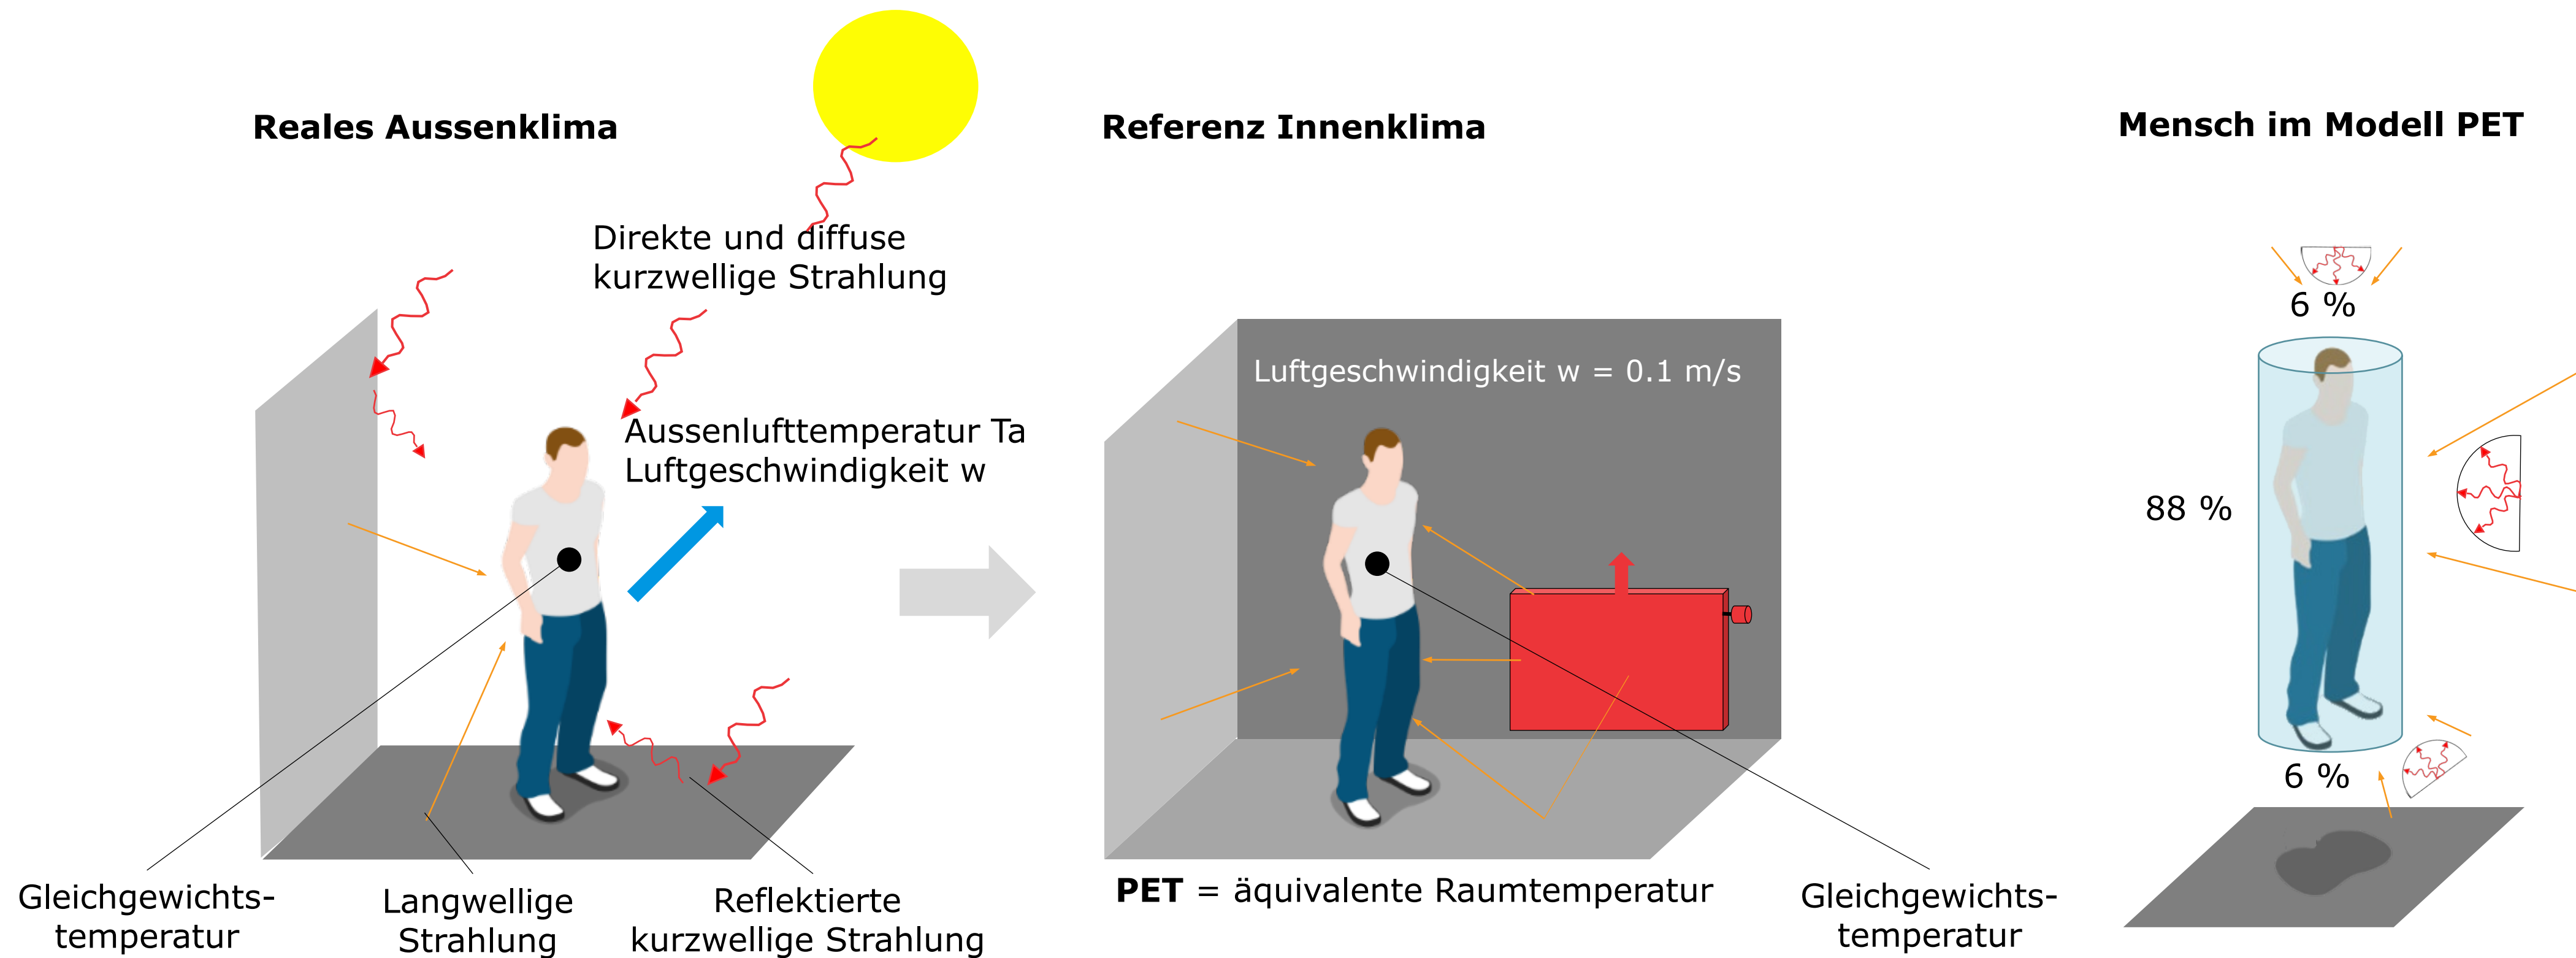 Reales Aussenklima
Direkte und diffuse
kurzwellige Strahlung
Aussenlufttemperatur Ta
Luftgeschwindigkeit w
Gleichgewichts-
temperatur
Langwellige
Strahlung
Reflektierte
kurzwellige Strahlung
Referenz Innenklima
Luftgeschwindigkeit w = 0.1 m/s
PET = äquivalente Raumtemperatur
Gleichgewichts-
temperatur
Mensch im Modell PET
6 %
88 %
6 %